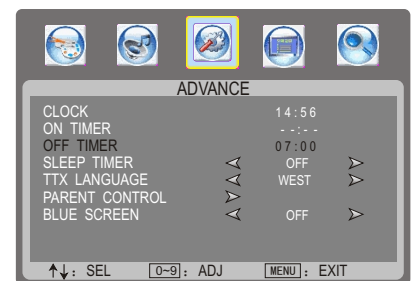 ADVANCE
CLOCK 14:56
ON TIMER --:--
OFF TIMER 07:00
SLEEP TIMER OFF
TTX LANGUAGE WEST
PARENT CONTROL
BLUE SCREEN OFF
↑↓: SEL 0~9: ADJ MENU: EXIT